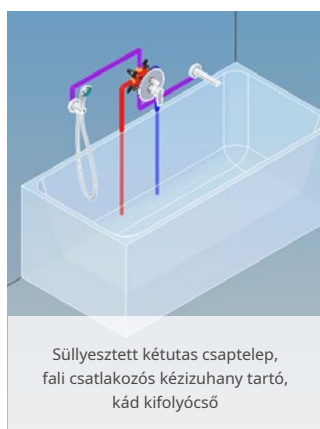 Süllyesztett kétutas csaptelep,
fali csatlakozós kézizuhany tartó,
kád kifolyócső